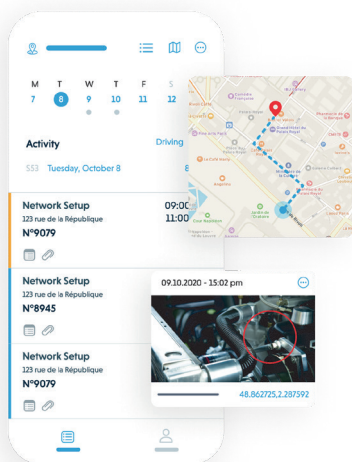 M T W T F S
7 8 9 10 11 12
Activity
Driving
S53 Tuesday, October 8
8
Network Setup
09:00
123 rue de la République
11:00
N°9079
Network Setup
123 rue de la République
N°8945
Network Setup
123 rue de la République
N°9079
09.10.2020 - 15:02 pm
48.862725,2.287592